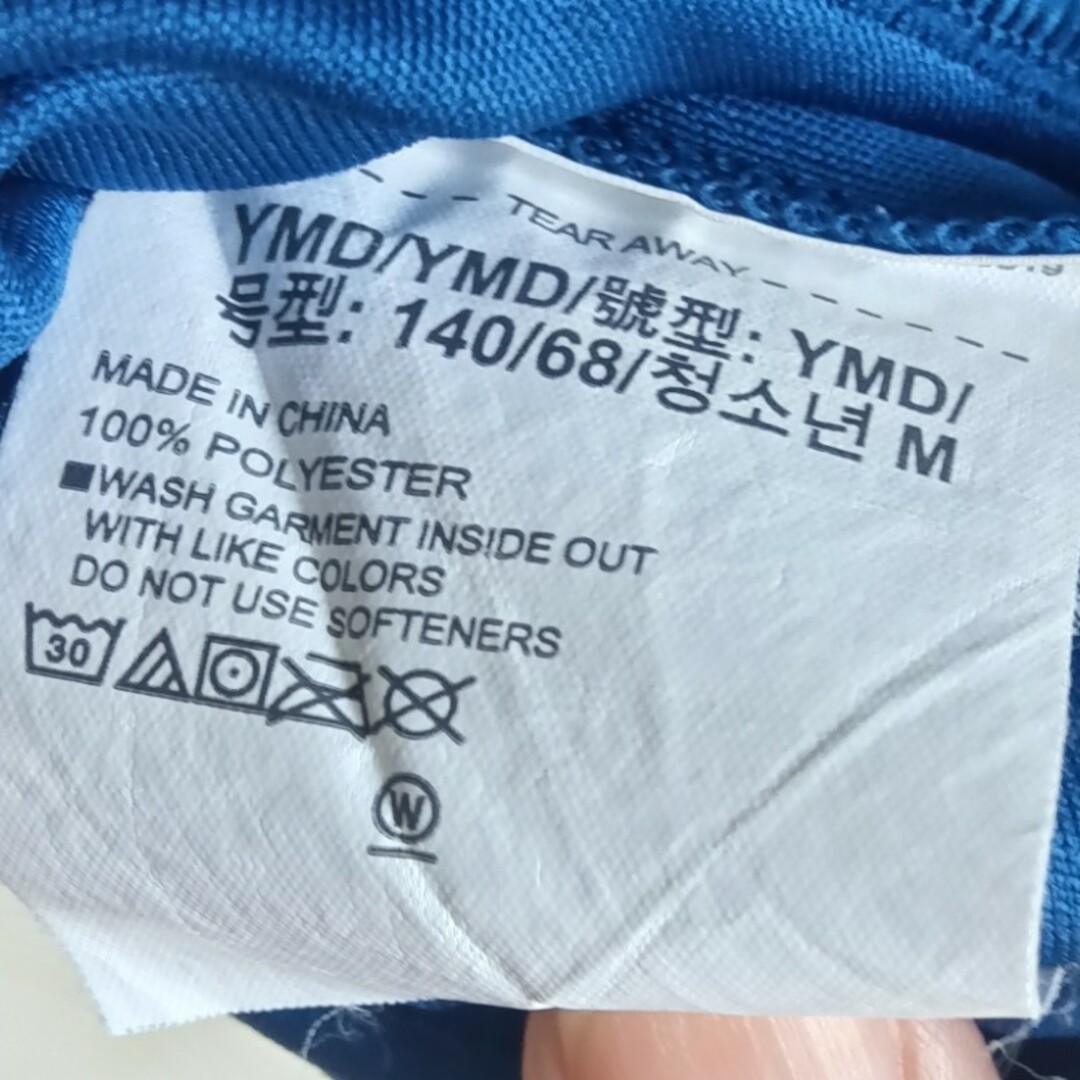 TEAR AWAY
YMD/YMD/號型: YMD/
号型: 140/68/청소년 M
MADE IN CHINA
100% POLYESTER
■WASH GARMENT INSIDE OUT
WITH LIKE COLORS
DO NOT USE SOFTENERS
30
W